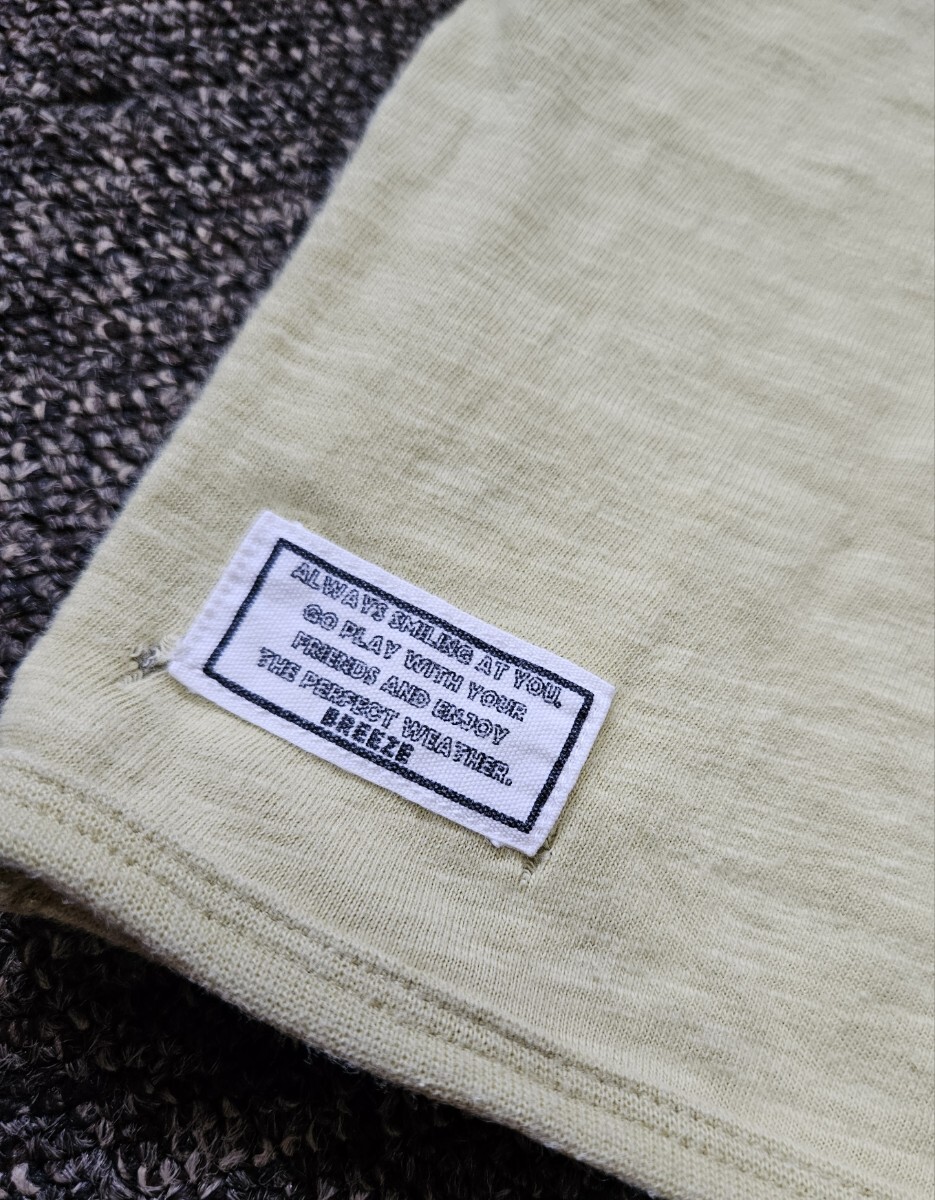 ALWAYS SMILING AT YOU.
GO PLAY WITH YOUR
FRIENDS AND ENJOY
THE PERFECT WEATHER.
BREEZE